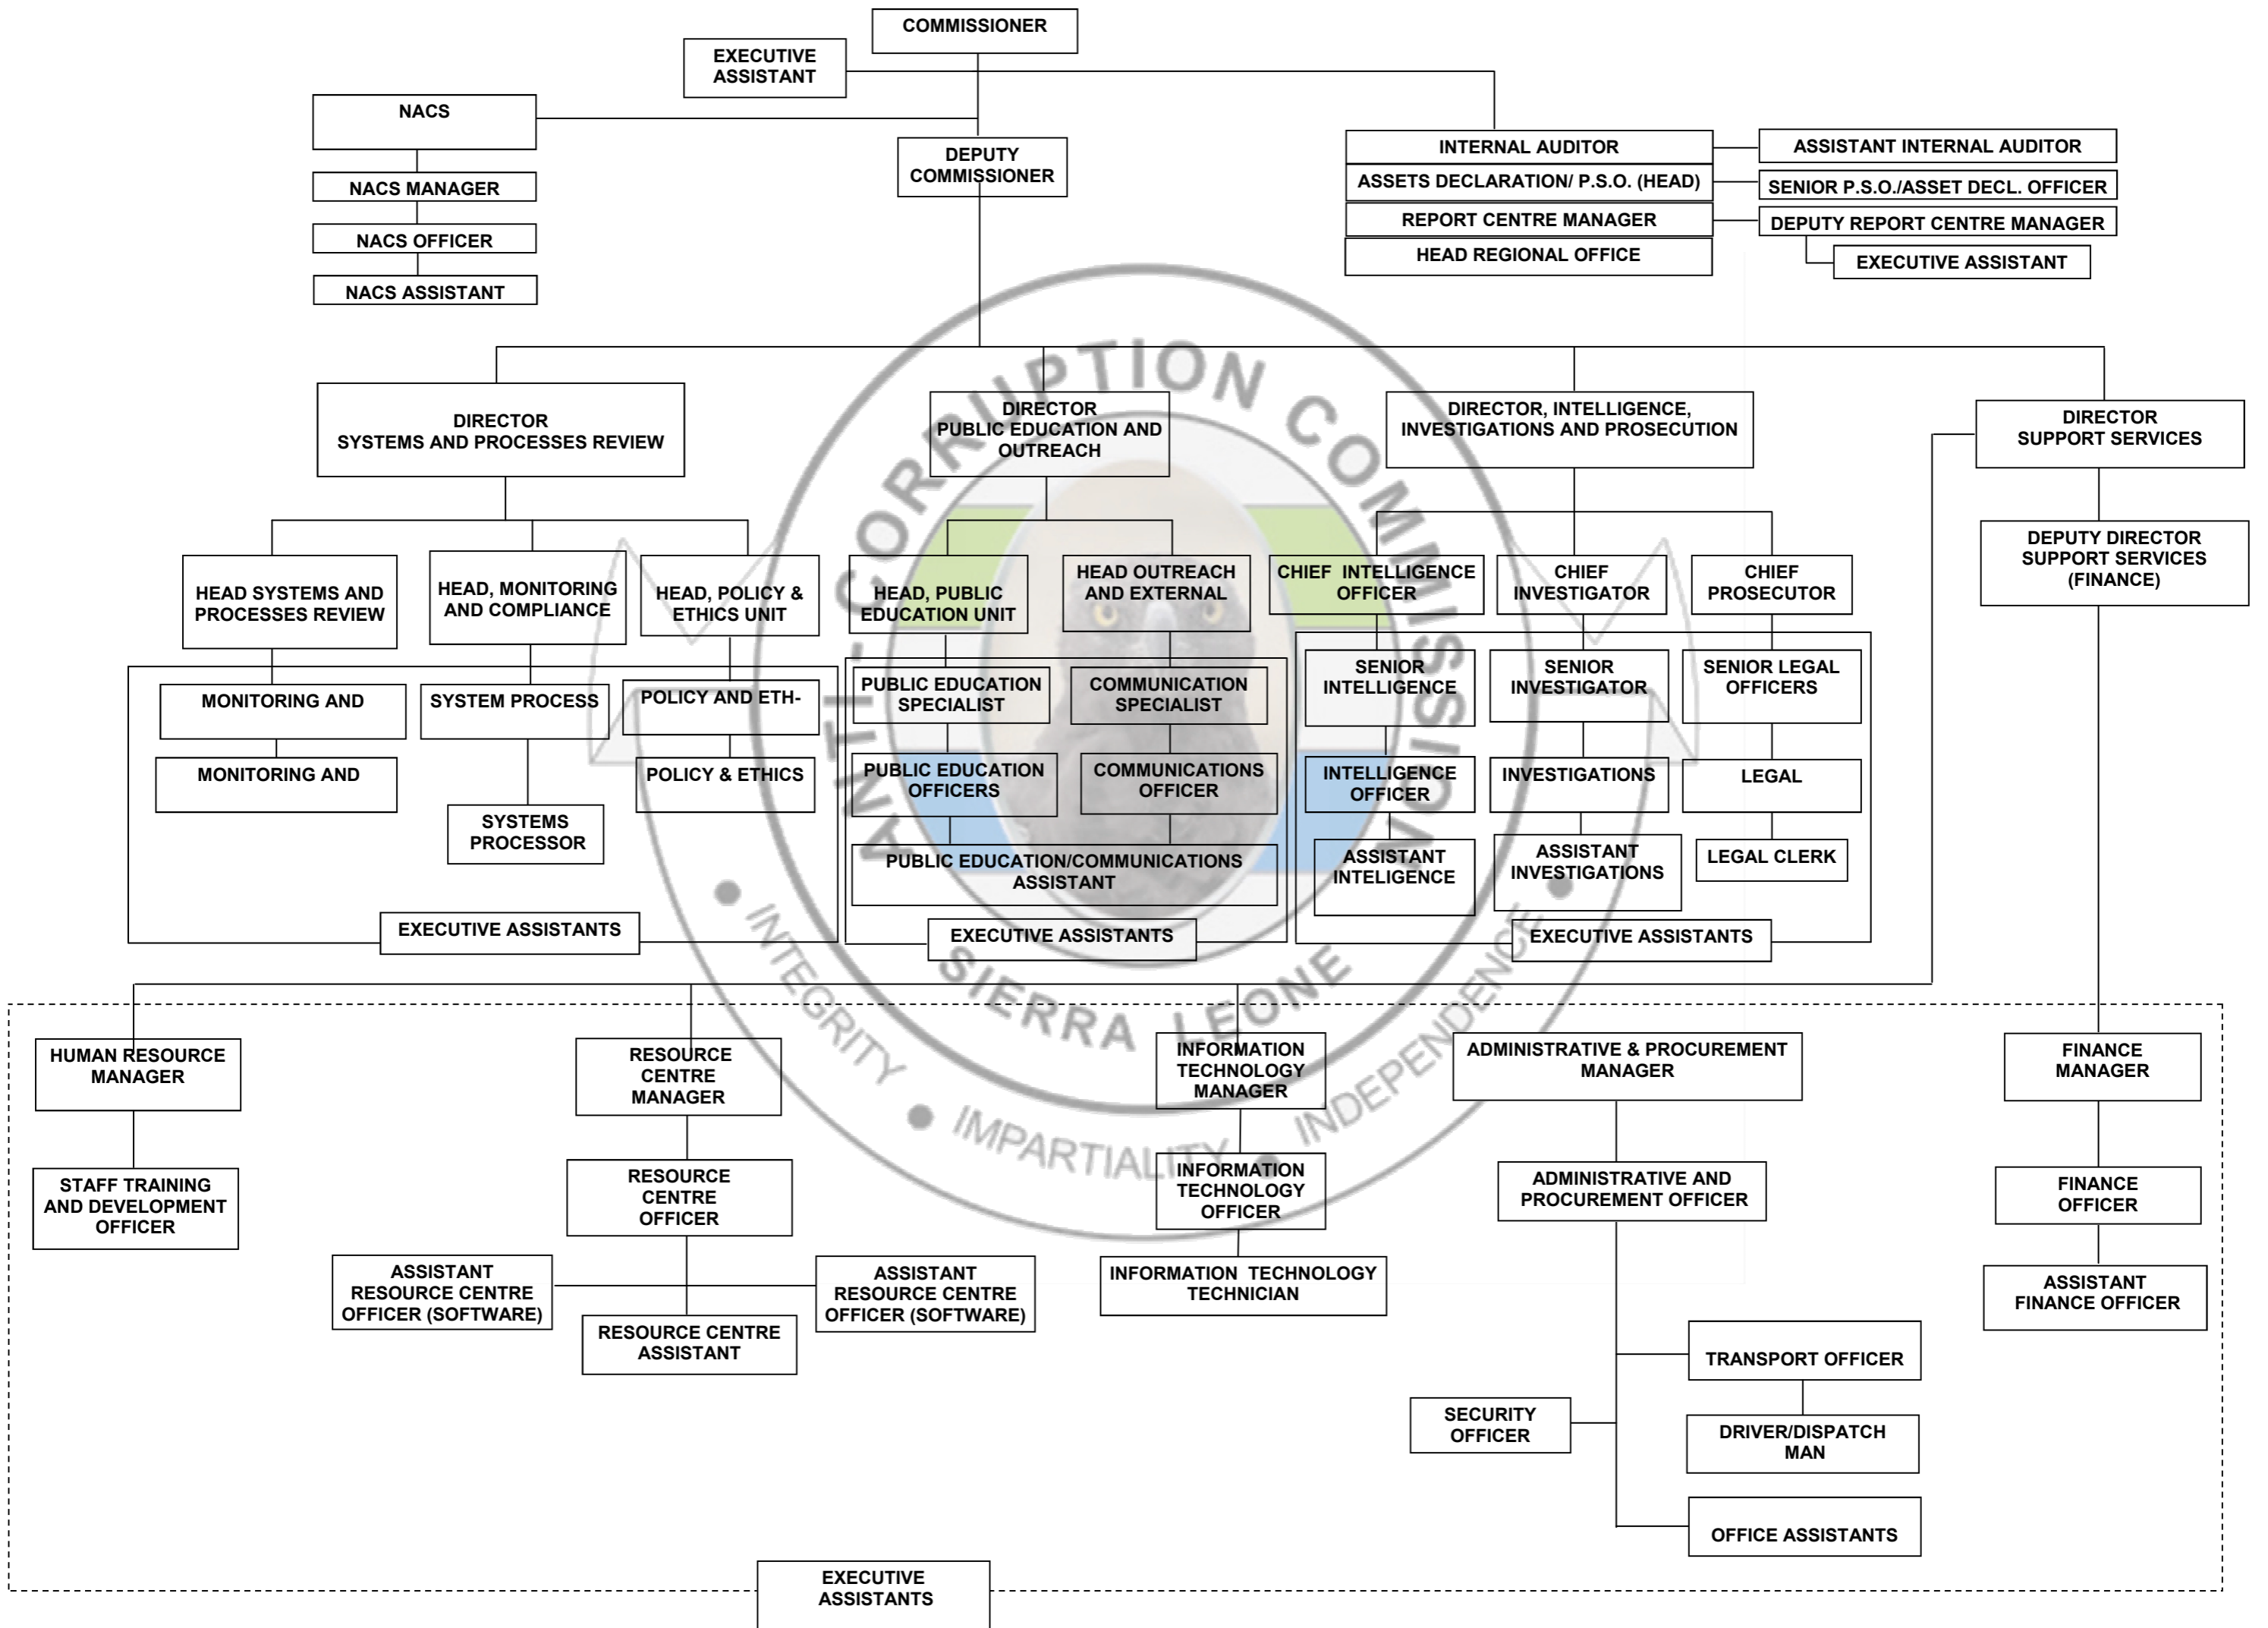 COMMISSIONER
EXECUTIVE
ASSISTANT
NACS
NACS MANAGER
NACS OFFICER
NACS ASSISTANT
DEPUTY
COMMISSIONER
INTERNAL AUDITOR
ASSISTANT INTERNAL AUDITOR
ASSETS DECLARATION/ P.S.O. (HEAD)
SENIOR P.S.O./ASSET DECL. OFFICER
REPORT CENTRE MANAGER
DEPUTY REPORT CENTRE MANAGER
HEAD REGIONAL OFFICE
EXECUTIVE ASSISTANT
DIRECTOR
SYSTEMS AND PROCESSES REVIEW
DIRECTOR
PUBLIC EDUCATION AND
OUTREACH
DIRECTOR, INTELLIGENCE,
INVESTIGATIONS AND PROSECUTION
DIRECTOR
SUPPORT SERVICES
DEPUTY DIRECTOR
SUPPORT SERVICES
(FINANCE)
HEAD SYSTEMS AND
PROCESSES REVIEW
HEAD, MONITORING
AND COMPLIANCE
HEAD, POLICY &
ETHICS UNIT
HEAD, PUBLIC
EDUCATION UNIT
HEAD OUTREACH
AND EXTERNAL
CHIEF INTELLIGENCE
OFFICER
CHIEF
INVESTIGATOR
CHIEF
PROSECUTOR
MONITORING AND
SYSTEM PROCESS
POLICY AND ETH-
PUBLIC EDUCATION
SPECIALIST
COMMUNICATION
SPECIALIST
SENIOR
INTELLIGENCE
SENIOR
INVESTIGATOR
SENIOR LEGAL
OFFICERS
MONITORING AND
SYSTEMS
PROCESSOR
POLICY & ETHICS
PUBLIC EDUCATION
OFFICERS
COMMUNICATIONS
OFFICER
INTELLIGENCE
OFFICER
INVESTIGATIONS
LEGAL
PUBLIC EDUCATION/COMMUNICATIONS
ASSISTANT
ASSISTANT
INTELIGENCE
ASSISTANT
INVESTIGATIONS
LEGAL CLERK
EXECUTIVE ASSISTANTS
EXECUTIVE ASSISTANTS
EXECUTIVE ASSISTANTS
HUMAN RESOURCE
MANAGER
RESOURCE
CENTRE
MANAGER
INFORMATION
TECHNOLOGY
MANAGER
ADMINISTRATIVE & PROCUREMENT
MANAGER
FINANCE
MANAGER
STAFF TRAINING
AND DEVELOPMENT
OFFICER
RESOURCE
CENTRE
OFFICER
INFORMATION
TECHNOLOGY
OFFICER
ADMINISTRATIVE AND
PROCUREMENT OFFICER
FINANCE
OFFICER
ASSISTANT
RESOURCE CENTRE
OFFICER (SOFTWARE)
ASSISTANT
RESOURCE CENTRE
OFFICER (SOFTWARE)
RESOURCE CENTRE
ASSISTANT
INFORMATION TECHNOLOGY
TECHNICIAN
ASSISTANT
FINANCE OFFICER
TRANSPORT OFFICER
SECURITY
OFFICER
DRIVER/DISPATCH
MAN
OFFICE ASSISTANTS
EXECUTIVE
ASSISTANTS
ANTI-CORRUPTION COMMISSION
SIERRA LEONE
• INTEGRITY • IMPARTIALITY • INDEPENDENCE •